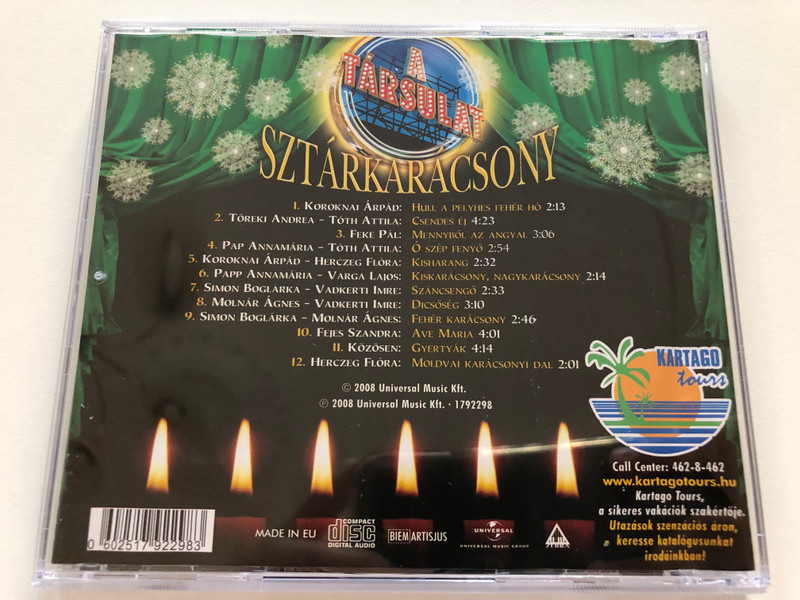 A
TÁRSULAT
SZTÁRKARÁCSONY
1. Koroknai Árpád: Hull a pelyhes fehér hó 2:13
2. Töreki Andrea - Tóth Attila: Csendes éj 4:23
3. Feke Pál: Mennyből az angyal 3:06
4. Pap Annamária - Tóth Attila: Ó szép fenyő 2:54
5. Koroknai Árpád - Herczeg Flóra: Kisharang 2:32
6. Papp Annamária - Varga Lajos: Kiskarácsony, nagykarácsony 2:14
7. Simon Boglárka - Vadkerti Imre: Száncsengő 2:33
8. Molnár Ágnes - Vadkerti Imre: Dicsőség 3:10
9. Simon Boglárka - Molnár Ágnes: Fehér karácsony 2:46
10. Fejes Szandra: Ave Maria 4:01
11. Közösen: Gyertyák 4:14
12. Herczeg Flóra: Moldvai karácsonyi dal 2:01
© 2008 Universal Music Kft.
℗ 2008 Universal Music Kft. · 1792298
KARTAGO
tours
Call Center: 462-8-462
www.kartagotours.hu
Kartago Tours,
a sikeres vakációk szakértője.
Utazások szenzációs áron,
keresse katalógusunkat
irodáinkban!
0 602517 922983
MADE IN EU
COMPACT
disc
DIGITAL AUDIO
BIEM ARTISJUS
UNIVERSAL
UNIVERSAL MUSIC GROUP